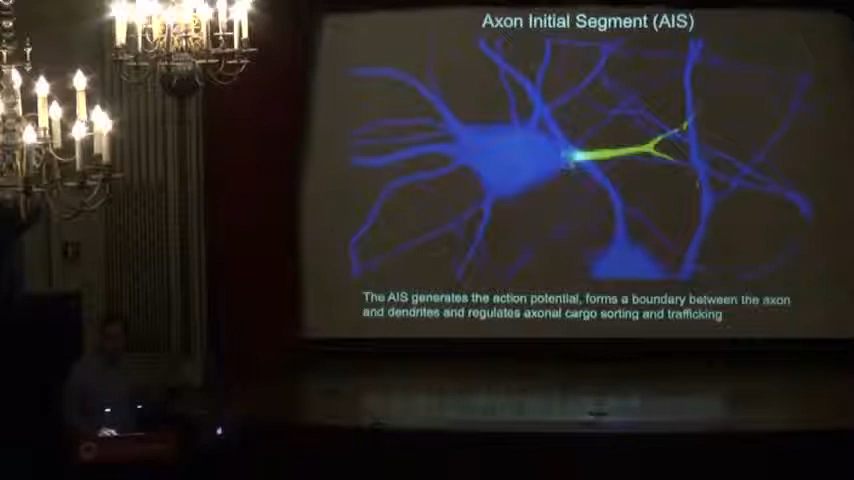 Axon Initial Segment (AIS)
The AIS generates the action potential, forms a boundary between the axon
and dendrites and regulates axonal cargo sorting and trafficking